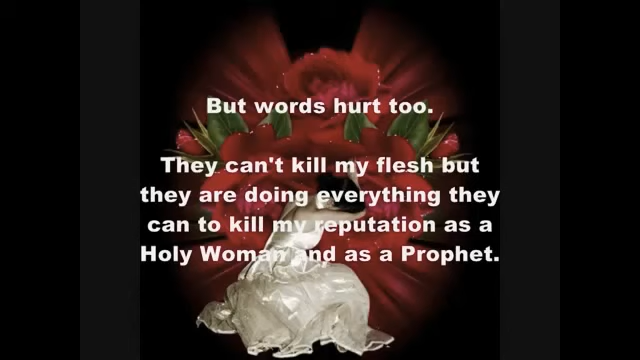 But words hurt too.
They can't kill my flesh but
they are doing everything they
can to kill my reputation as a
Holy Woman and as a Prophet.